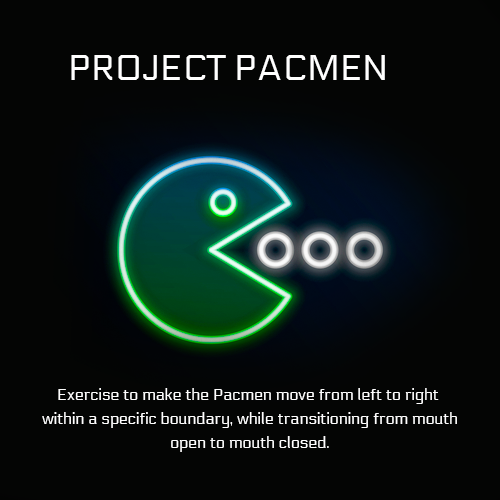 PROJECT PACMEN
Exercise to make the Pacmen move from left to right
within a specific boundary, while transitioning from mouth
open to mouth closed.